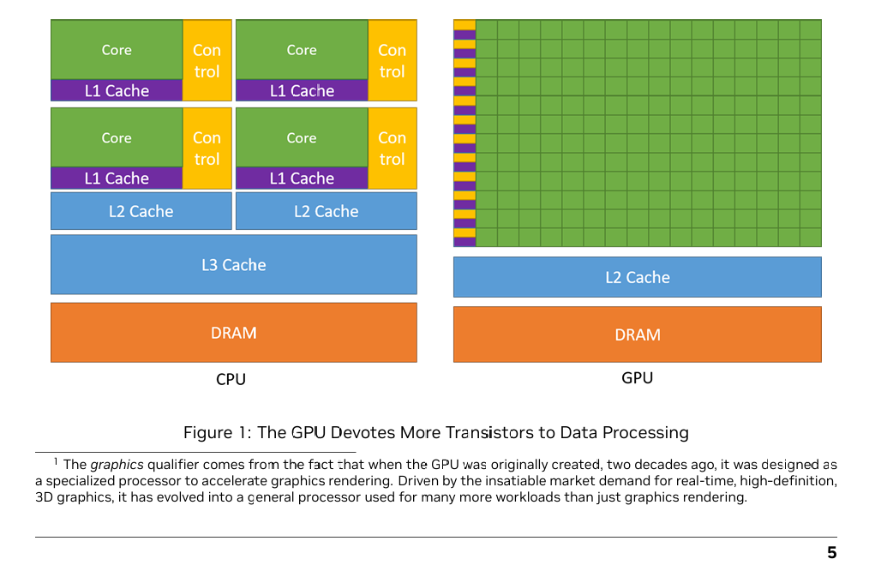 Core
Con
trol
Core
Con
trol
L1 Cache
L1 Cache
Core
Con
trol
Core
Con
trol
L1 Cache
L1 Cache
L2 Cache
L2 Cache
L3 Cache
DRAM
CPU
L2 Cache
DRAM
GPU
Figure 1: The GPU Devotes More Transistors to Data Processing
1 The graphics qualifier comes from the fact that when the GPU was originally created, two decades ago, it was designed as
a specialized processor to accelerate graphics rendering. Driven by the insatiable market demand for real-time, high-definition,
3D graphics, it has evolved into a general processor used for many more workloads than just graphics rendering.
5